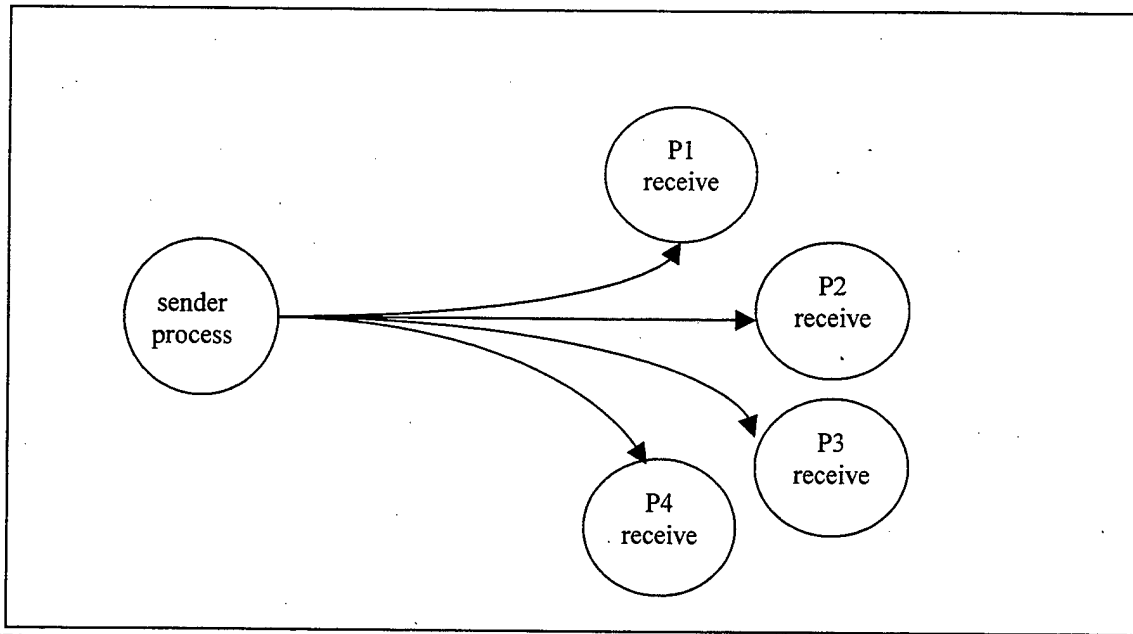 P1
receive
sender
process
P2
receive
P3
receive
P4
receive